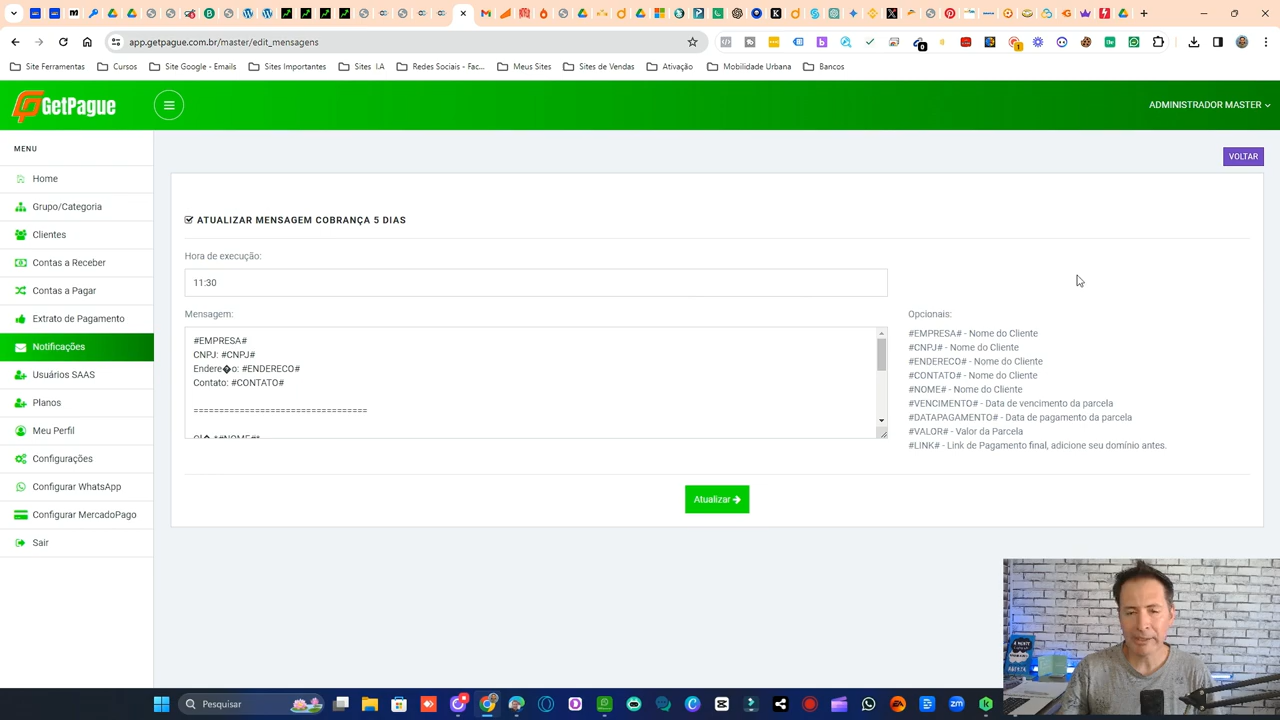 app.getpague.com.br/master/edit_mensagens
Site Ferramentas
Cursos
Site Google - Emails
Sites Importantes
Sites I.A
Redes Sociais - Fac...
Meus Sites
Sites de Vendas
Ativação
Mobilidade Urbana
Bancos
GetPague
ADMINISTRADOR MASTER
MENU
VOLTAR
Home
Grupo/Categoria
Clientes
Contas a Receber
Contas a Pagar
Extrato de Pagamento
Notificações
Usuários SAAS
Planos
Meu Perfil
Configurações
Configurar WhatsApp
Configurar MercadoPago
Sair
ATUALIZAR MENSAGEM COBRANÇA 5 DIAS
Hora de execução:
11:30
Mensagem:
#EMPRESA#
CNPJ: #CNPJ#
Endere�o: #ENDERECO#
Contato: #CONTATO#
==================================
Ol� *#NOME#*
Opcionais:
#EMPRESA# - Nome do Cliente
#CNPJ# - Nome do Cliente
#ENDERECO# - Nome do Cliente
#CONTATO# - Nome do Cliente
#NOME# - Nome do Cliente
#VENCIMENTO# - Data de vencimento da parcela
#DATAPAGAMENTO# - Data de pagamento da parcela
#VALOR# - Valor da Parcela
#LINK# - Link de Pagamento final, adicione seu domínio antes.
Atualizar
Pesquisar